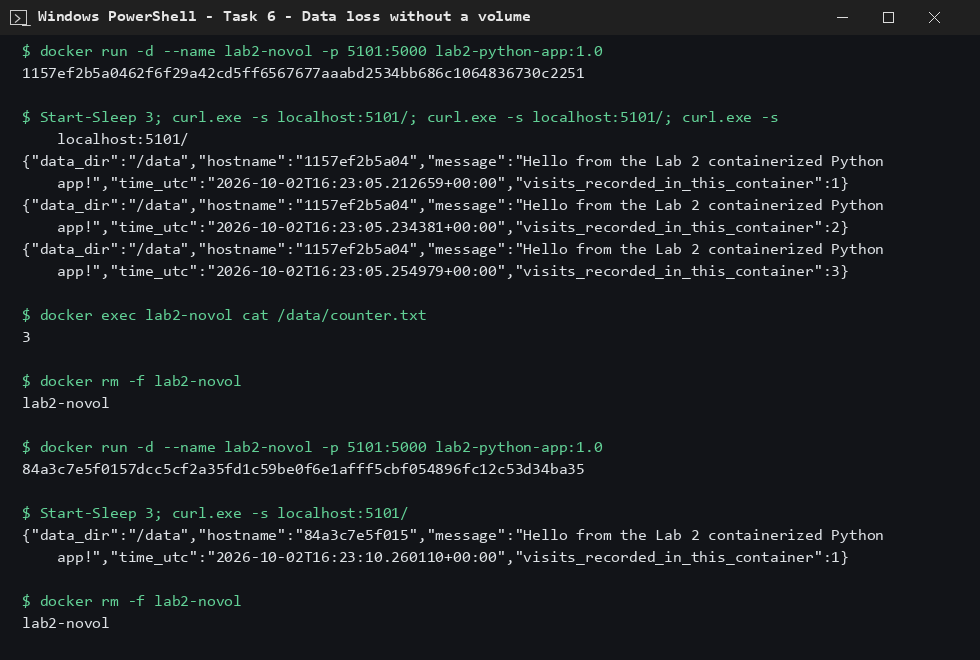 Windows PowerShell - Task 6 - Data loss without a volume
$ docker run -d --name lab2-novol -p 5101:5000 lab2-python-app:1.0
1157ef2b5a0462f6f29a42cd5ff6567677aaabd2534bb686c1064836730c2251
$ Start-Sleep 3; curl.exe -s localhost:5101/; curl.exe -s localhost:5101/; curl.exe -s
localhost:5101/
{"data_dir":"/data","hostname":"1157ef2b5a04","message":"Hello from the Lab 2 containerized Python
app!","time_utc":"2026-10-02T16:23:05.212659+00:00","visits_recorded_in_this_container":1}
{"data_dir":"/data","hostname":"1157ef2b5a04","message":"Hello from the Lab 2 containerized Python
app!","time_utc":"2026-10-02T16:23:05.234381+00:00","visits_recorded_in_this_container":2}
{"data_dir":"/data","hostname":"1157ef2b5a04","message":"Hello from the Lab 2 containerized Python
app!","time_utc":"2026-10-02T16:23:05.254979+00:00","visits_recorded_in_this_container":3}
$ docker exec lab2-novol cat /data/counter.txt
3
$ docker rm -f lab2-novol
lab2-novol
$ docker run -d --name lab2-novol -p 5101:5000 lab2-python-app:1.0
84a3c7e5f0157dcc5cf2a35fd1c59be0f6e1afff5cbf054896fc12c53d34ba35
$ Start-Sleep 3; curl.exe -s localhost:5101/
{"data_dir":"/data","hostname":"84a3c7e5f015","message":"Hello from the Lab 2 containerized Python
app!","time_utc":"2026-10-02T16:23:10.260110+00:00","visits_recorded_in_this_container":1}
$ docker rm -f lab2-novol
lab2-novol